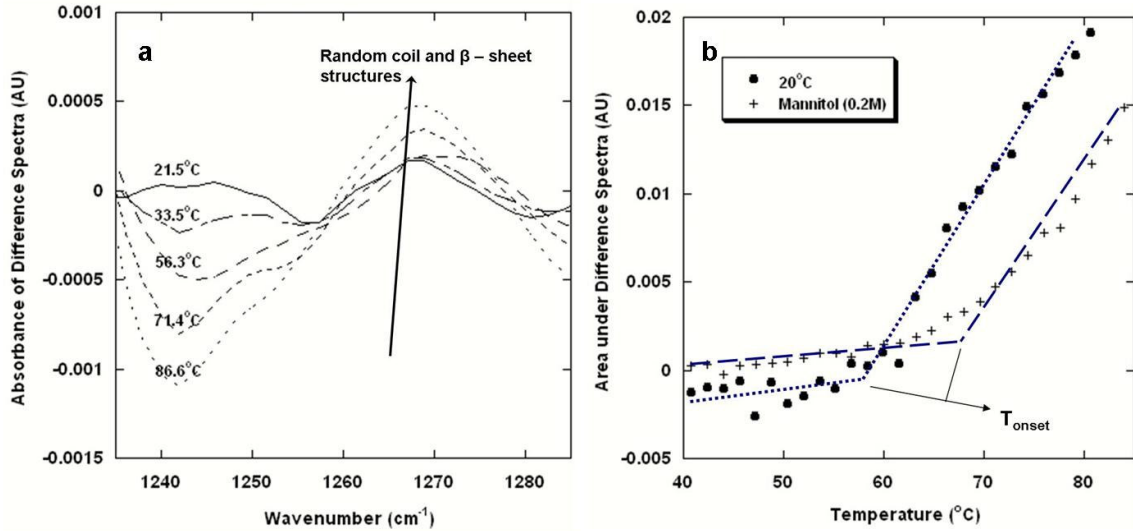 0.001
0.0005
0
-0.0005
-0.001
-0.0015
Absorbance of Difference Spectra (AU)
a
Random coil and β – sheet
structures
21.5°C
33.5°C
56.3°C
71.4°C
86.6°C
1240
1250
1260
1270
1280
Wavenumber (cm⁻¹)
0.02
0.015
0.01
0.005
0
-0.005
Area under Difference Spectra (AU)
b
20°C
Mannitol (0.2M)
Tonset
40
50
60
70
80
Temperature (°C)